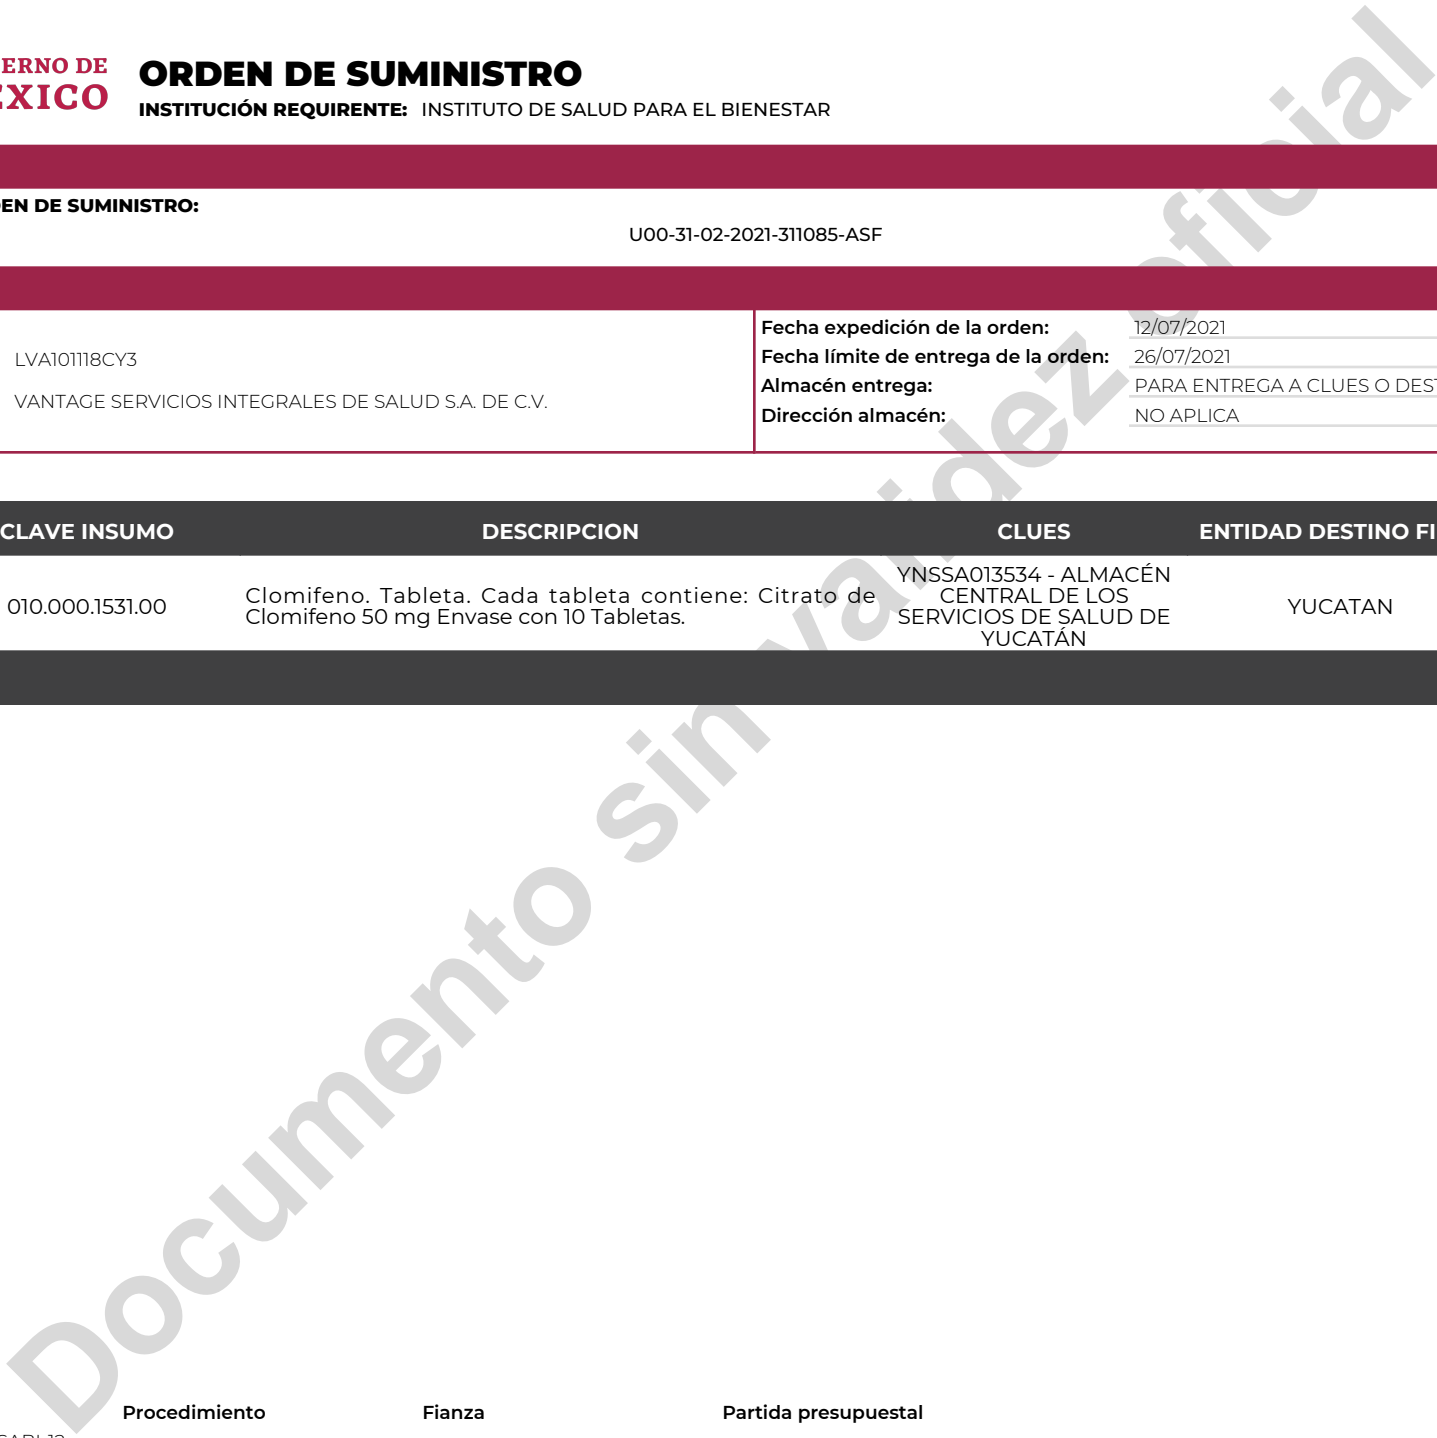 ERNO DE
EXICO
ORDEN DE SUMINISTRO
INSTITUCIÓN REQUIRENTE: INSTITUTO DE SALUD PARA EL BIENESTAR
EN DE SUMINISTRO:
U00-31-02-2021-311085-ASF
LVA101118CY3
VANTAGE SERVICIOS INTEGRALES DE SALUD S.A. DE C.V.
Fecha expedición de la orden: 12/07/2021
Fecha límite de entrega de la orden: 26/07/2021
Almacén entrega: PARA ENTREGA A CLUES O DEST
Dirección almacén: NO APLICA
CLAVE INSUMO DESCRIPCION CLUES ENTIDAD DESTINO FI
010.000.1531.00
Clomifeno. Tableta. Cada tableta contiene: Citrato de
Clomifeno 50 mg Envase con 10 Tabletas.
YNSSA013534 - ALMACÉN
CENTRAL DE LOS
SERVICIOS DE SALUD DE
YUCATÁN
YUCATAN
Documento sin validez oficial
Procedimiento Fianza Partida presupuestal